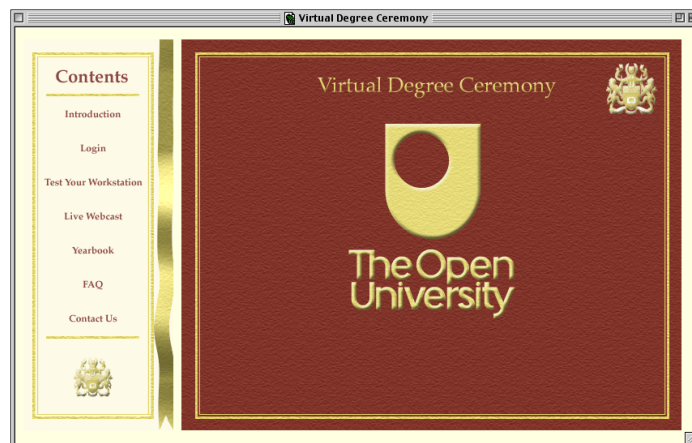 Virtual Degree Ceremony
Contents
Introduction
Login
Test Your Workstation
Live Webcast
Yearbook
FAQ
Contact Us
Virtual Degree Ceremony
The Open
University